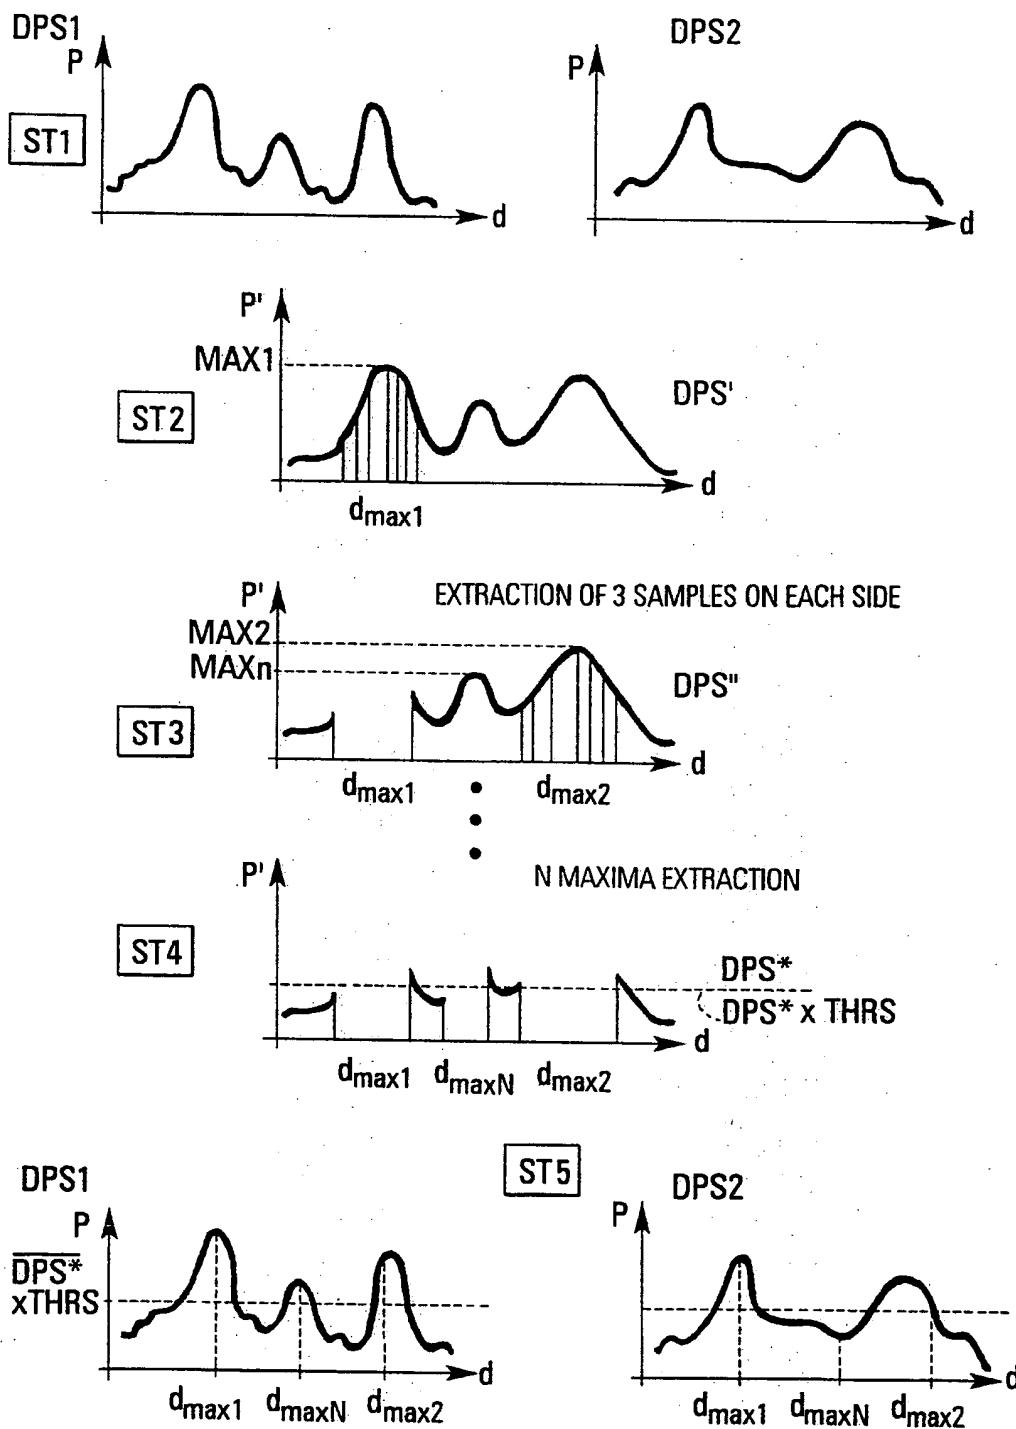 DPS1
P
ST1
d
DPS2
P
d
P'
MAX1
ST2
DPS'
d
dmax1
P'
EXTRACTION OF 3 SAMPLES ON EACH SIDE
MAX2
MAXn
DPS"
ST3
d
dmax1
dmax2
P'
N MAXIMA EXTRACTION
ST4
DPS*
DPS* x THRS
d
dmax1
dmaxN
dmax2
ST5
DPS1
P
DPS*
xTHRS
d
dmax1
dmaxN
dmax2
DPS2
P
d
dmax1
dmaxN
dmax2